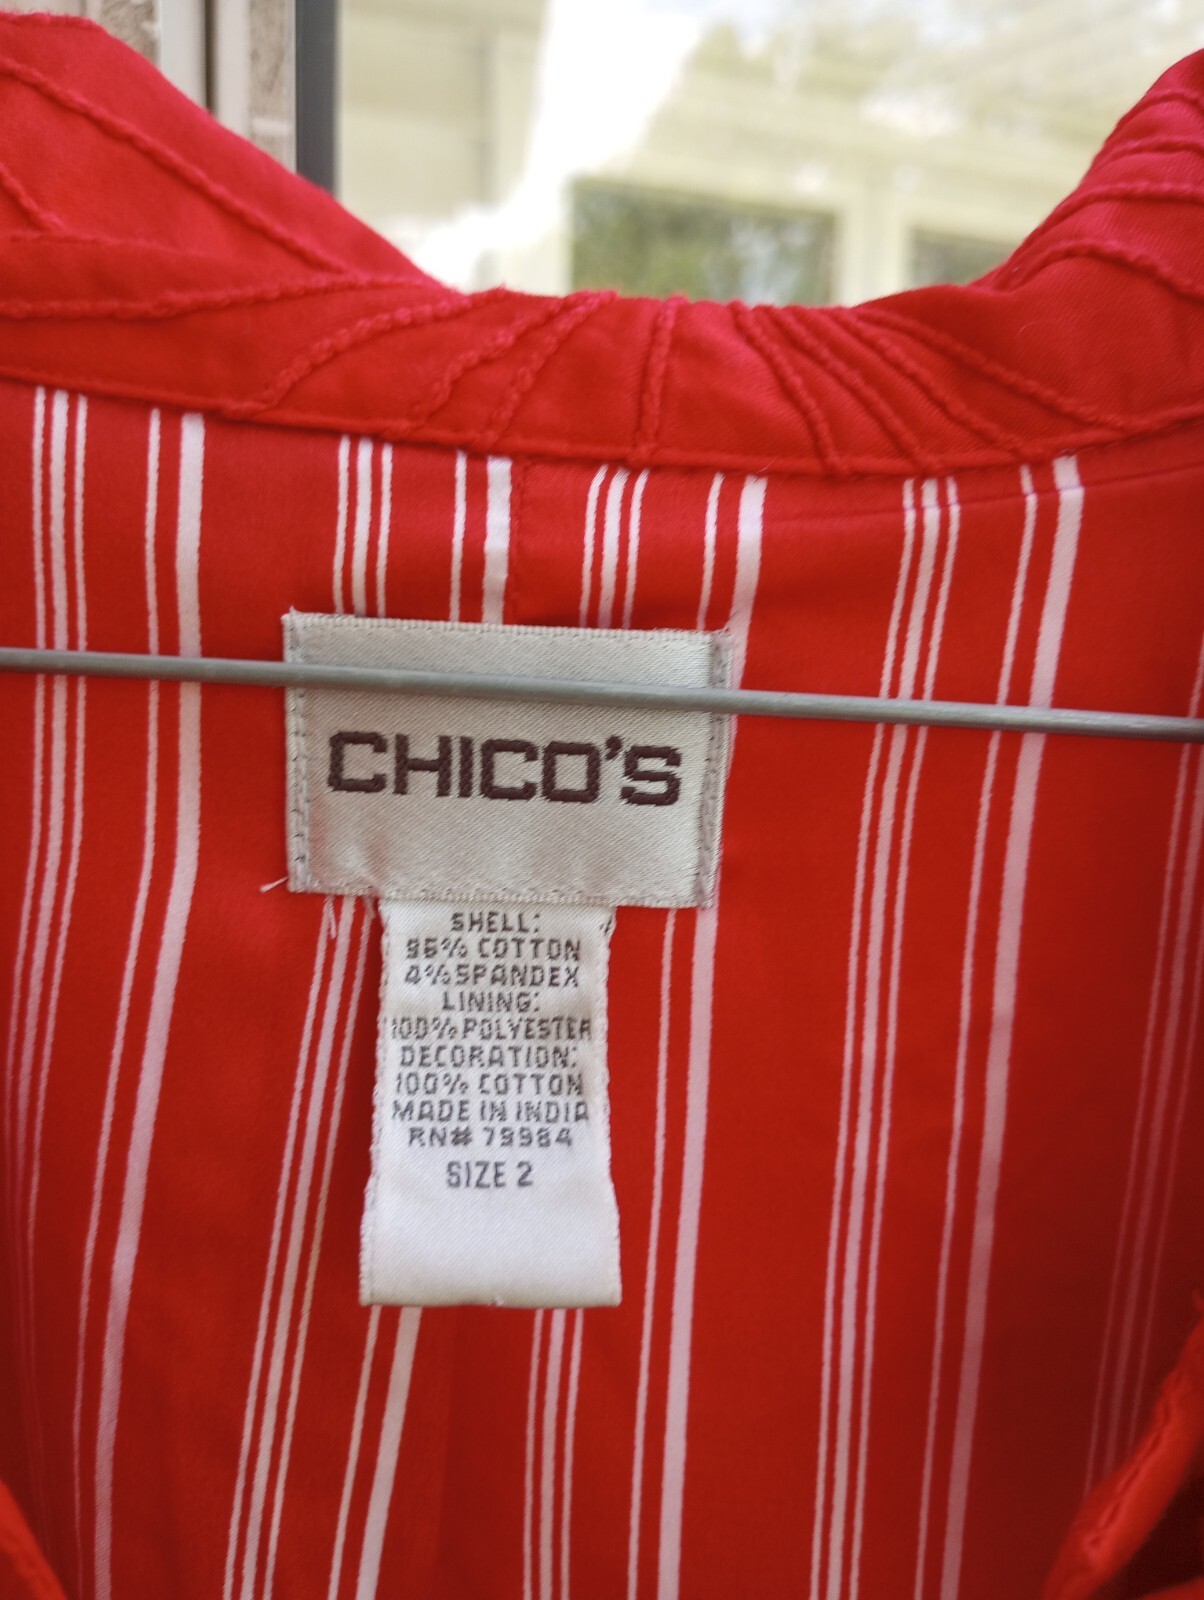 CHICO'S
SHELL:
96% COTTON
4% SPANDEX
LINING:
100% POLYESTER
DECORATION:
100% COTTON
MADE IN INDIA
RN# 79984
SIZE 2